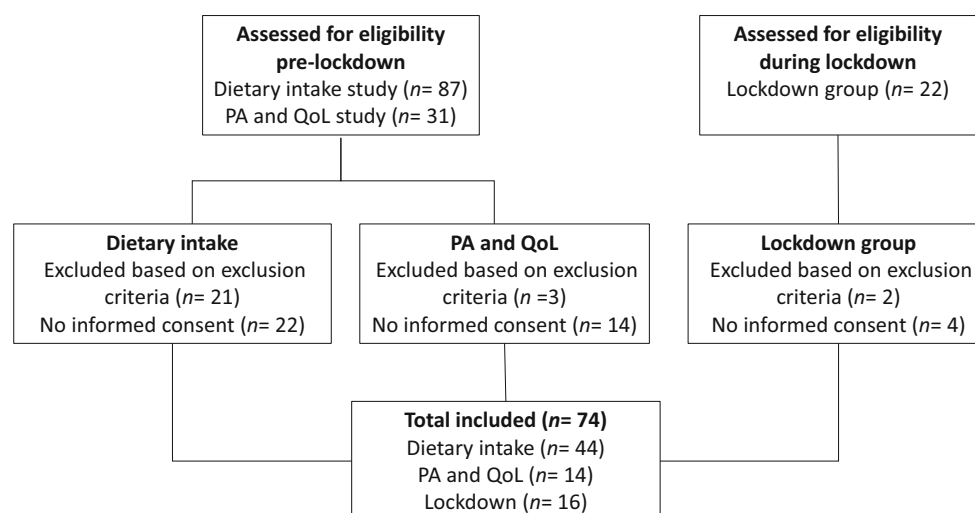 Assessed for eligibility
pre-lockdown
Dietary intake study (n= 87)
PA and QoL study (n= 31)
Assessed for eligibility
during lockdown
Lockdown group (n= 22)
Dietary intake
Excluded based on exclusion
criteria (n= 21)
No informed consent (n= 22)
PA and QoL
Excluded based on exclusion
criteria (n =3)
No informed consent (n= 14)
Lockdown group
Excluded based on exclusion
criteria (n= 2)
No informed consent (n= 4)
Total included (n= 74)
Dietary intake (n= 44)
PA and QoL (n= 14)
Lockdown (n= 16)